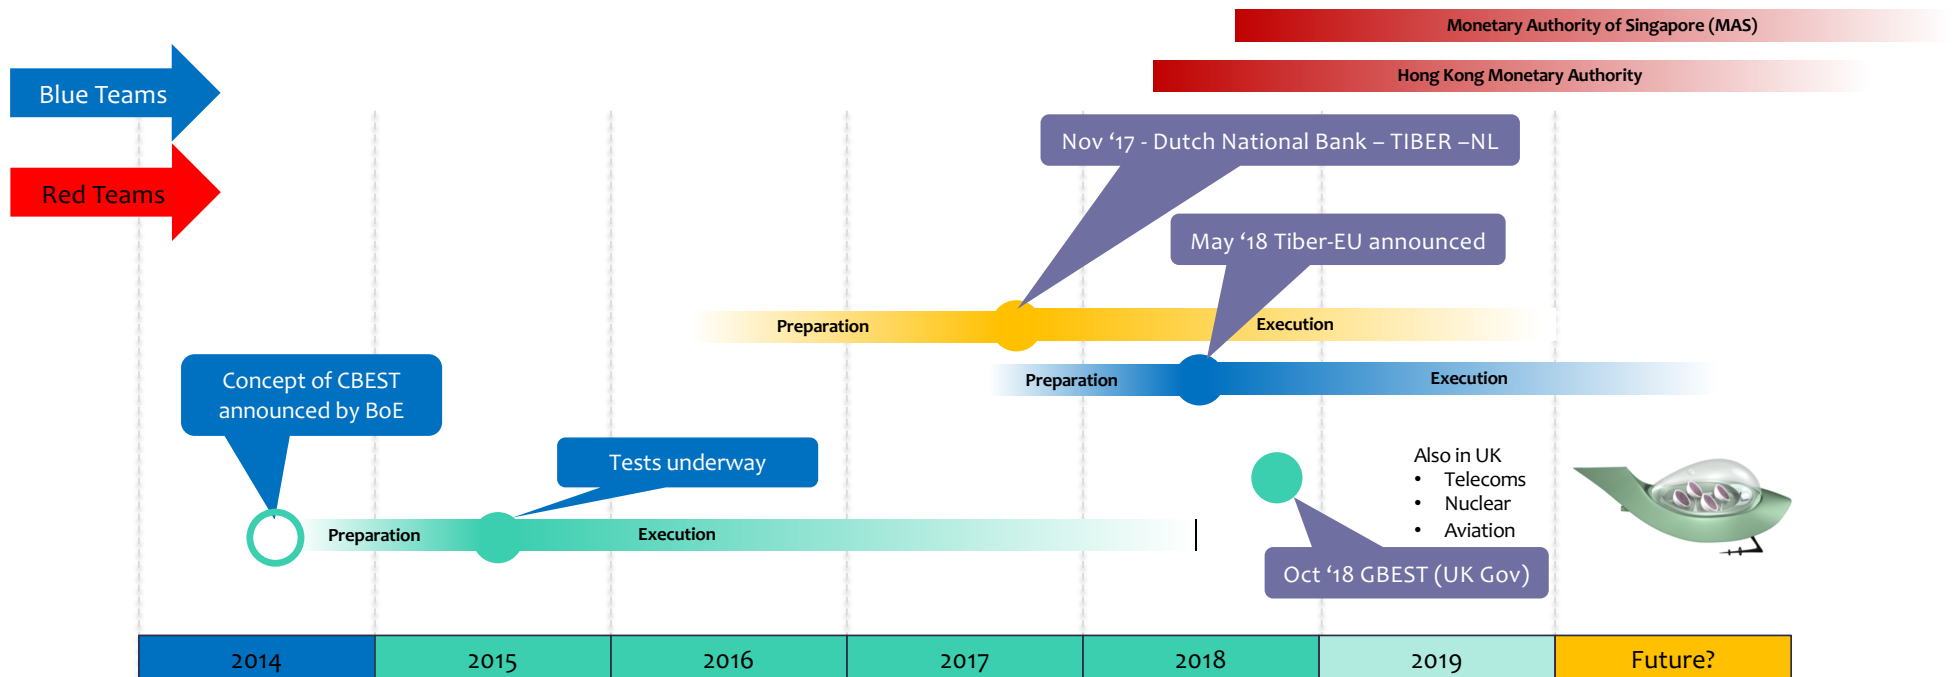 Monetary Authority of Singapore (MAS)
Hong Kong Monetary Authority
Blue Teams
Red Teams
Nov ‘17 - Dutch National Bank – TIBER –NL
May ‘18 Tiber-EU announced
Preparation
Execution
Preparation
Execution
Concept of CBEST
announced by BoE
Tests underway
Preparation
Execution
Also in UK
• Telecoms
• Nuclear
• Aviation
Oct ‘18 GBEST (UK Gov)
2014
2015
2016
2017
2018
2019
Future?